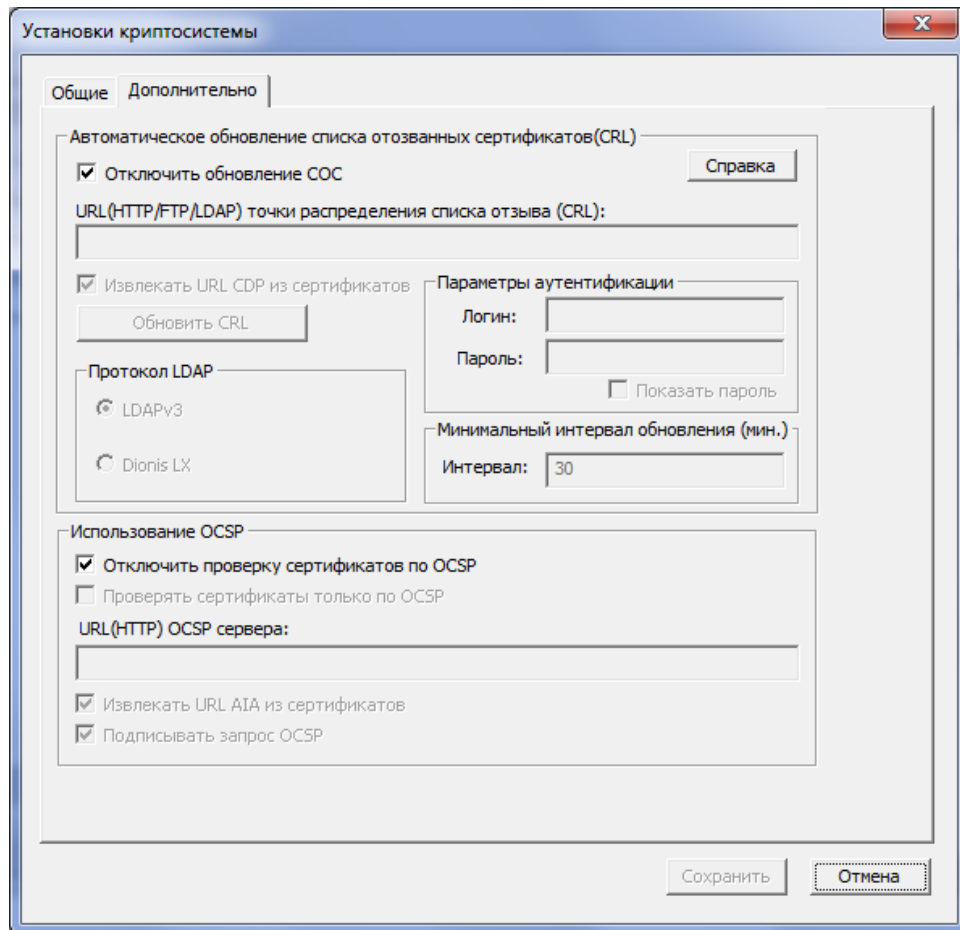 Установки криптосистемы
Общие
Дополнительно
Автоматическое обновление списка отозванных сертификатов(CRL)
Отключить обновление СОС
Справка
URL(HTTP/FTP/LDAP) точки распределения списка отзыва (CRL):
Извлекать URL CDP из сертификатов
Обновить CRL
Параметры аутентификации
Логин:
Пароль:
Показать пароль
Протокол LDAP
LDAPv3
Dionis LX
Минимальный интервал обновления (мин.)
Интервал: 30
Использование OCSP
Отключить проверку сертификатов по OCSP
Проверять сертификаты только по OCSP
URL(HTTP) OCSP сервера:
Извлекать URL AIA из сертификатов
Подписывать запрос OCSP
Сохранить
Отмена